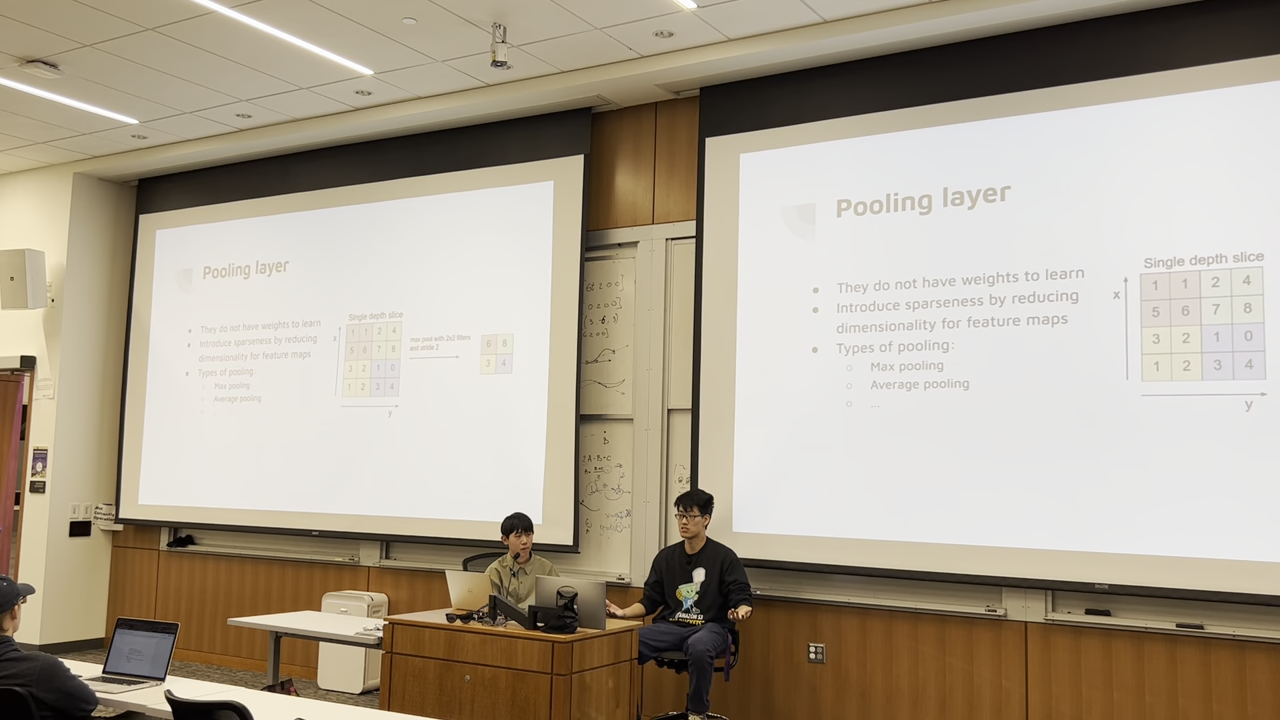 Pooling layer
● They do not have weights to learn
● Introduce sparseness by reducing
dimensionality for feature maps
● Types of pooling:
○ Max pooling
○ Average pooling
Single depth slice
x
1 1 2 4
5 6 7 8
3 2 1 0
1 2 3 4
y
max pool with 2x2 filters
and stride 2
6 8
3 4
Pooling layer
● They do not have weights to learn
● Introduce sparseness by reducing
dimensionality for feature maps
● Types of pooling:
○ Max pooling
○ Average pooling
○ ...
Single depth slice
x
1 1 2 4
5 6 7 8
3 2 1 0
1 2 3 4
y
AMAZON S3